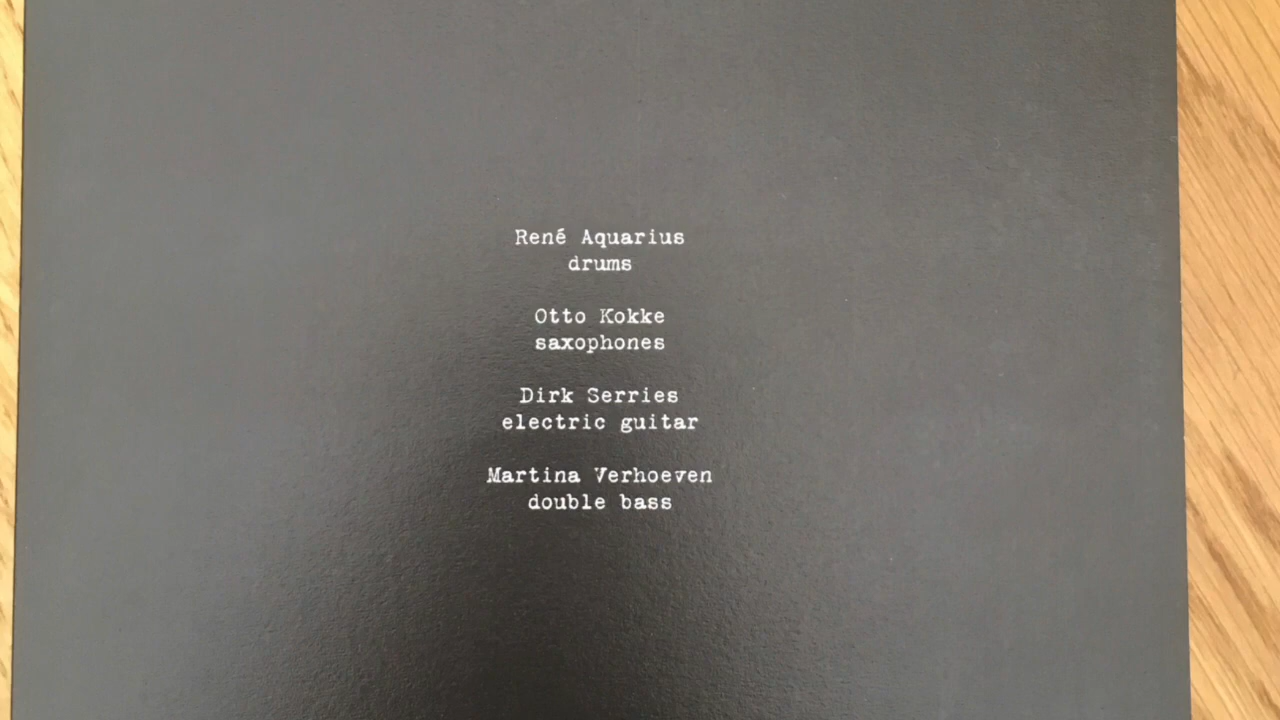 René Aquarius
drums
Otto Kokke
saxophones
Dirk Serries
electric guitar
Martina Verhoeven
double bass